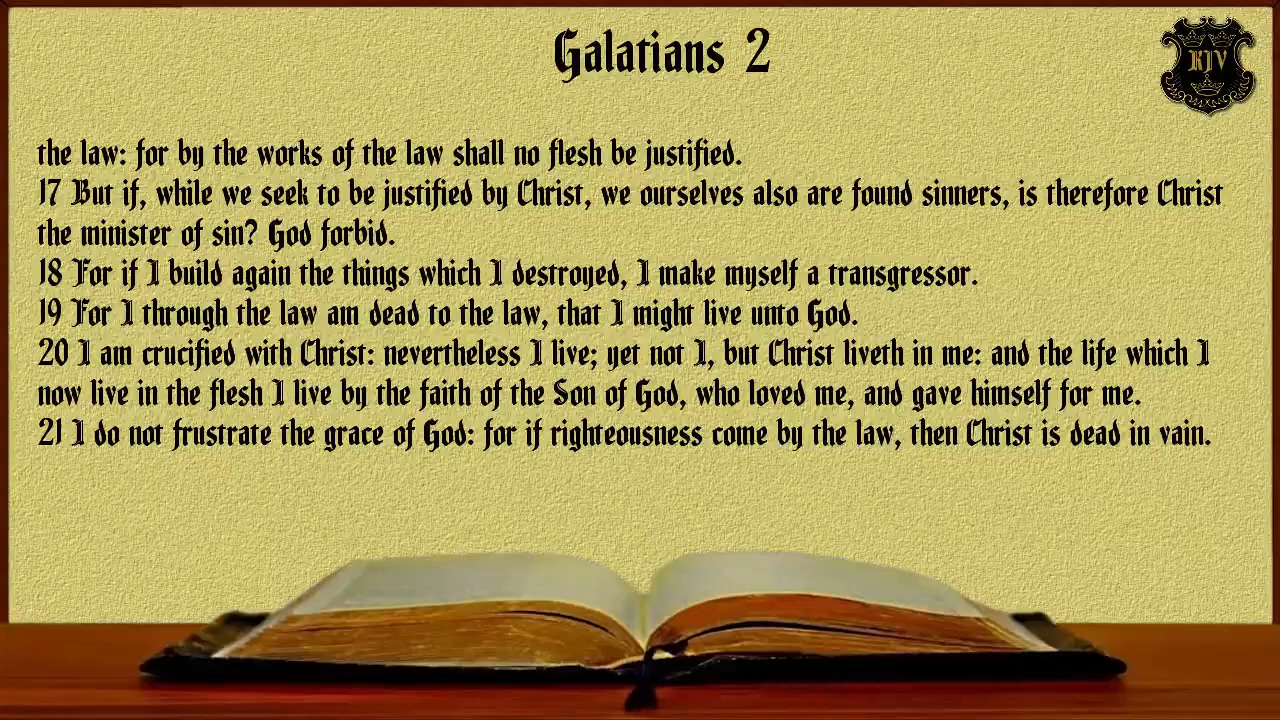 Galatians 2
KJV
the law: for by the works of the law shall no flesh be justified.
17 But if, while we seek to be justified by Christ, we ourselves also are found sinners, is therefore Christ
the minister of sin? God forbid.
18 For if I build again the things which I destroyed, I make myself a transgressor.
19 For I through the law am dead to the law, that I might live unto God.
20 I am crucified with Christ: nevertheless I live; yet not I, but Christ liveth in me: and the life which I
now live in the flesh I live by the faith of the Son of God, who loved me, and gave himself for me.
21 I do not frustrate the grace of God: for if righteousness come by the law, then Christ is dead in vain.